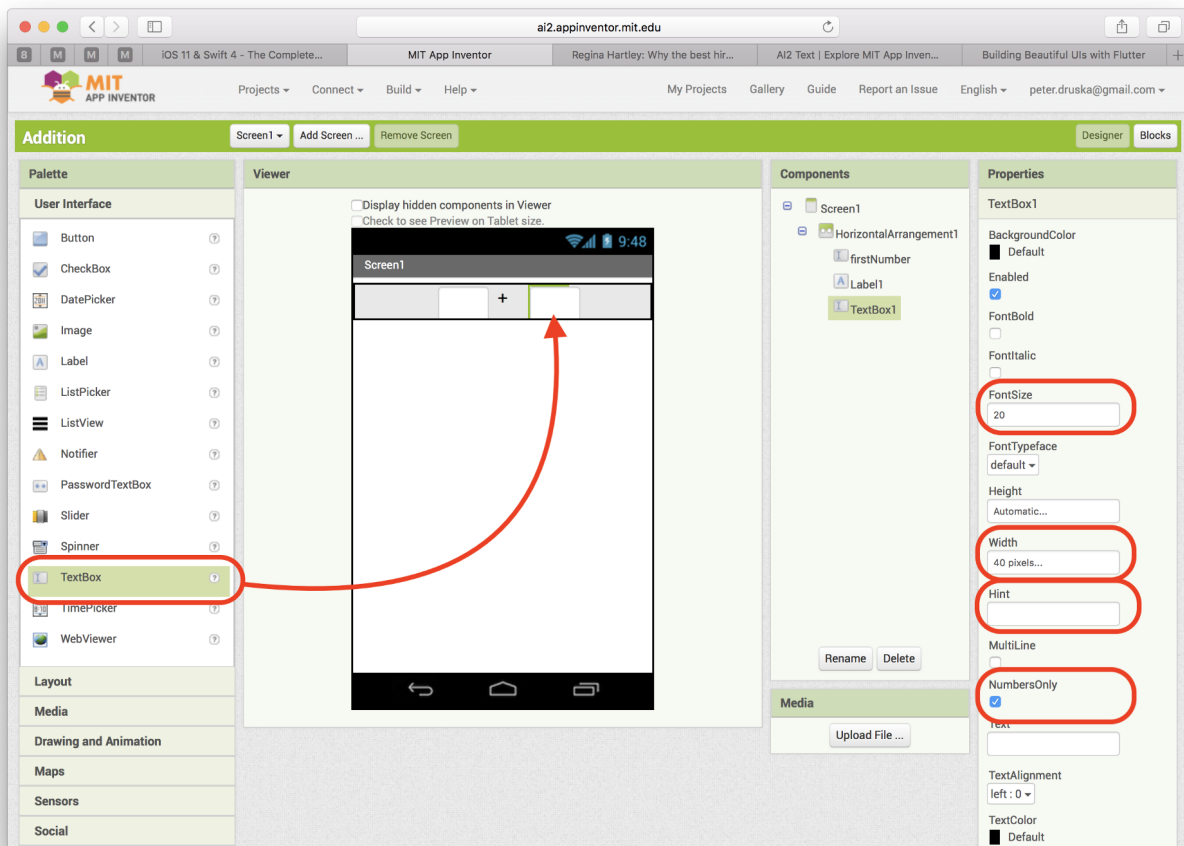 ai2.appinventor.mit.edu
8 M M M iOS 11 & Swift 4 - The Complete... MIT App Inventor Regina Hartley: Why the best hir... AI2 Text | Explore MIT App Inven... Building Beautiful UIs with Flutter +
MIT
APP INVENTOR
Projects Connect Build Help My Projects Gallery Guide Report an Issue English peter.druska@gmail.com
Addition Screen1 Add Screen ... Remove Screen Designer Blocks
Palette
User Interface
Button ?
CheckBox ?
DatePicker ?
Image ?
A Label ?
ListPicker ?
ListView ?
Notifier ?
PasswordTextBox ?
Slider ?
Spinner ?
TextBox ?
TimePicker ?
WebViewer ?
Layout
Media
Drawing and Animation
Maps
Sensors
Social
Viewer
Display hidden components in Viewer
Check to see Preview on Tablet size.
9:48
Screen1
+
Components
Screen1
HorizontalArrangement1
firstNumber
A Label1
TextBox1
Rename Delete
Media
Upload File ...
Properties
TextBox1
BackgroundColor
Default
Enabled
FontBold
FontItalic
FontSize
20
FontTypeface
default
Height
Automatic...
Width
40 pixels...
Hint
MultiLine
NumbersOnly
Text
TextAlignment
left : 0
TextColor
Default